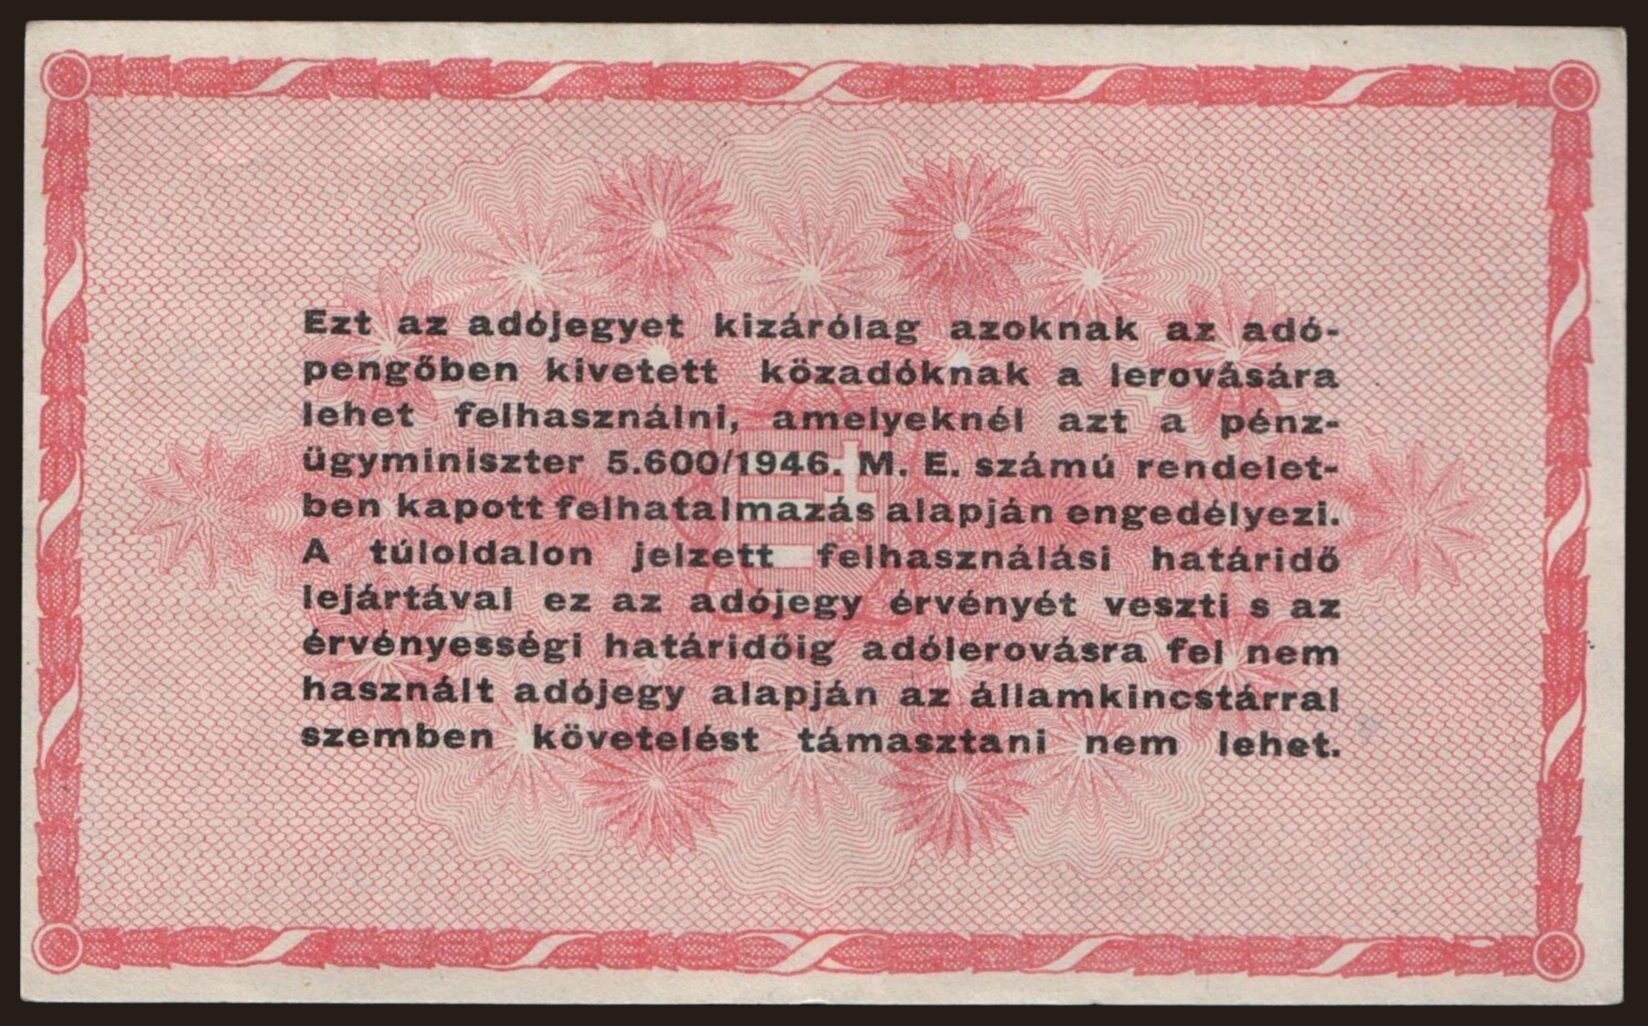 Ezt az adójegyet kizárólag azoknak az adó-
pengőben kivetett közadóknak a lerovására
lehet felhasználni, amelyeknél azt a pénz-
ügyminiszter 5.600/1946. M. E. számú rendelet-
ben kapott felhatalmazás alapján engedélyezi.
A túloldalon jelzett felhasználási határidő
lejártával ez az adójegy érvényét veszti s az
érvényességi határidőig adólerovásra fel nem
használt adójegy alapján az államkincstárral
szemben követelést támasztani nem lehet.